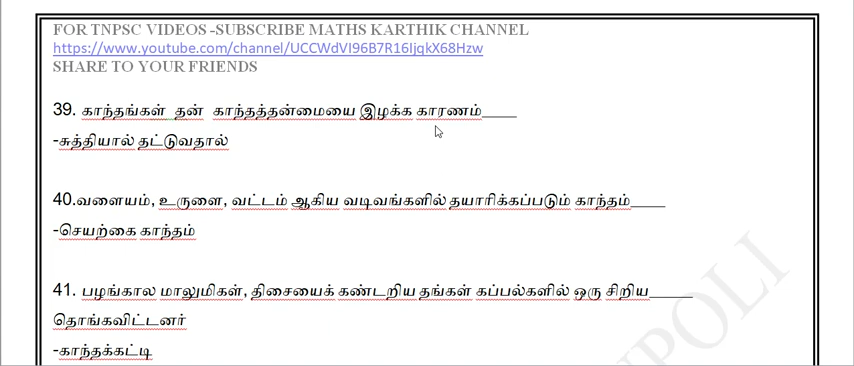 FOR TNPSC VIDEOS -SUBSCRIBE MATHS KARTHIK CHANNEL
https://www.youtube.com/channel/UCCWdVI96B7R16IjqkX68Hzw
SHARE TO YOUR FRIENDS
39. காந்தங்கள் தன் காந்தத்தன்மையை இழக்க காரணம்____
-சுத்தியால் தட்டுவதால்
40.வளையம், உருளை, வட்டம் ஆகிய வடிவங்களில் தயாரிக்கப்படும் காந்தம்____
-செயற்கை காந்தம்
41. பழங்கால மாலுமிகள், திசையைக் கண்டறிய தங்கள் கப்பல்களில் ஒரு சிறிய_____
தொங்கவிட்டனர்
-காந்தக்கட்டி
NPOLI